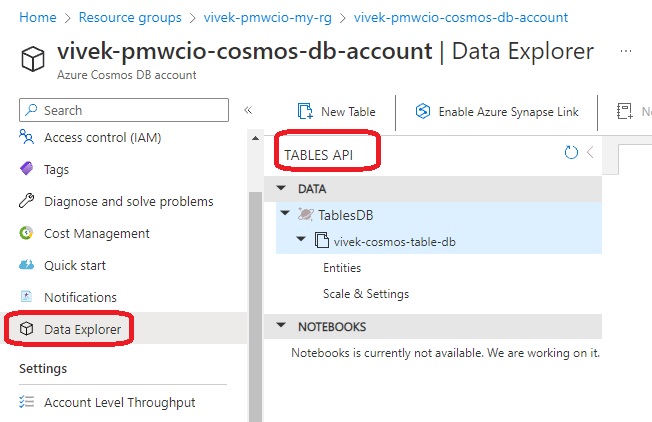 Home > Resource groups > vivek-pmwcio-my-rg > vivek-pmwcio-cosmos-db-account
vivek-pmwcio-cosmos-db-account | Data Explorer ...
Azure Cosmos DB account
Search «
New Table
Enable Azure Synapse Link
Access control (IAM)
Tags
Diagnose and solve problems
Cost Management
Quick start
Notifications
Data Explorer
Settings
Account Level Throughput
TABLES API
DATA
TablesDB
vivek-cosmos-table-db
Entities
Scale & Settings
NOTEBOOKS
Notebooks is currently not available. We are working on it.